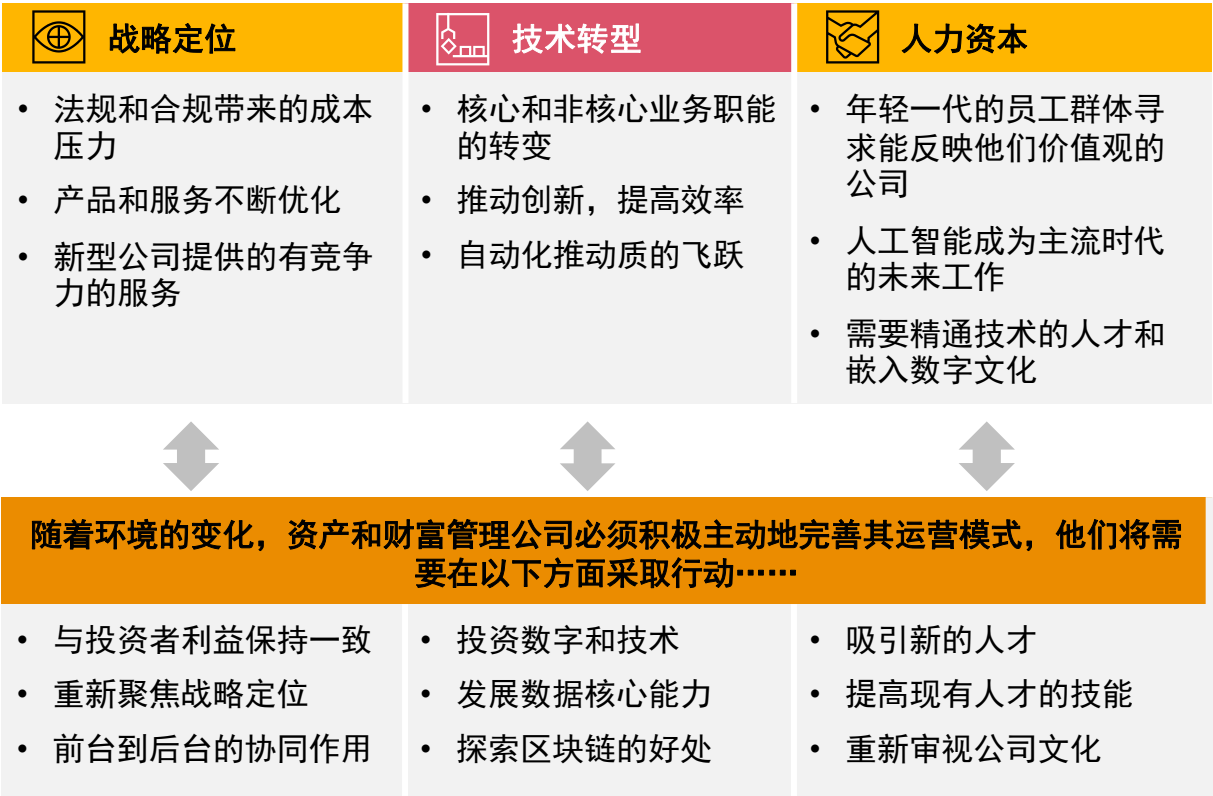 战略定位
• 法规和合规带来的成本
压力
• 产品和服务不断优化
• 新型公司提供的有竞争
力的服务
技术转型
• 核心和非核心业务职能
的转变
• 推动创新，提高效率
• 自动化推动质的飞跃
人力资本
• 年轻一代的员工群体寻
求能反映他们价值观的
公司
• 人工智能成为主流时代
的未来工作
• 需要精通技术的人才和
嵌入数字文化
随着环境的变化，资产和财富管理公司必须积极主动地完善其运营模式，他们将需
要在以下方面采取行动……
• 与投资者利益保持一致
• 重新聚焦战略定位
• 前台到后台的协同作用
• 投资数字和技术
• 发展数据核心能力
• 探索区块链的好处
• 吸引新的人才
• 提高现有人才的技能
• 重新审视公司文化